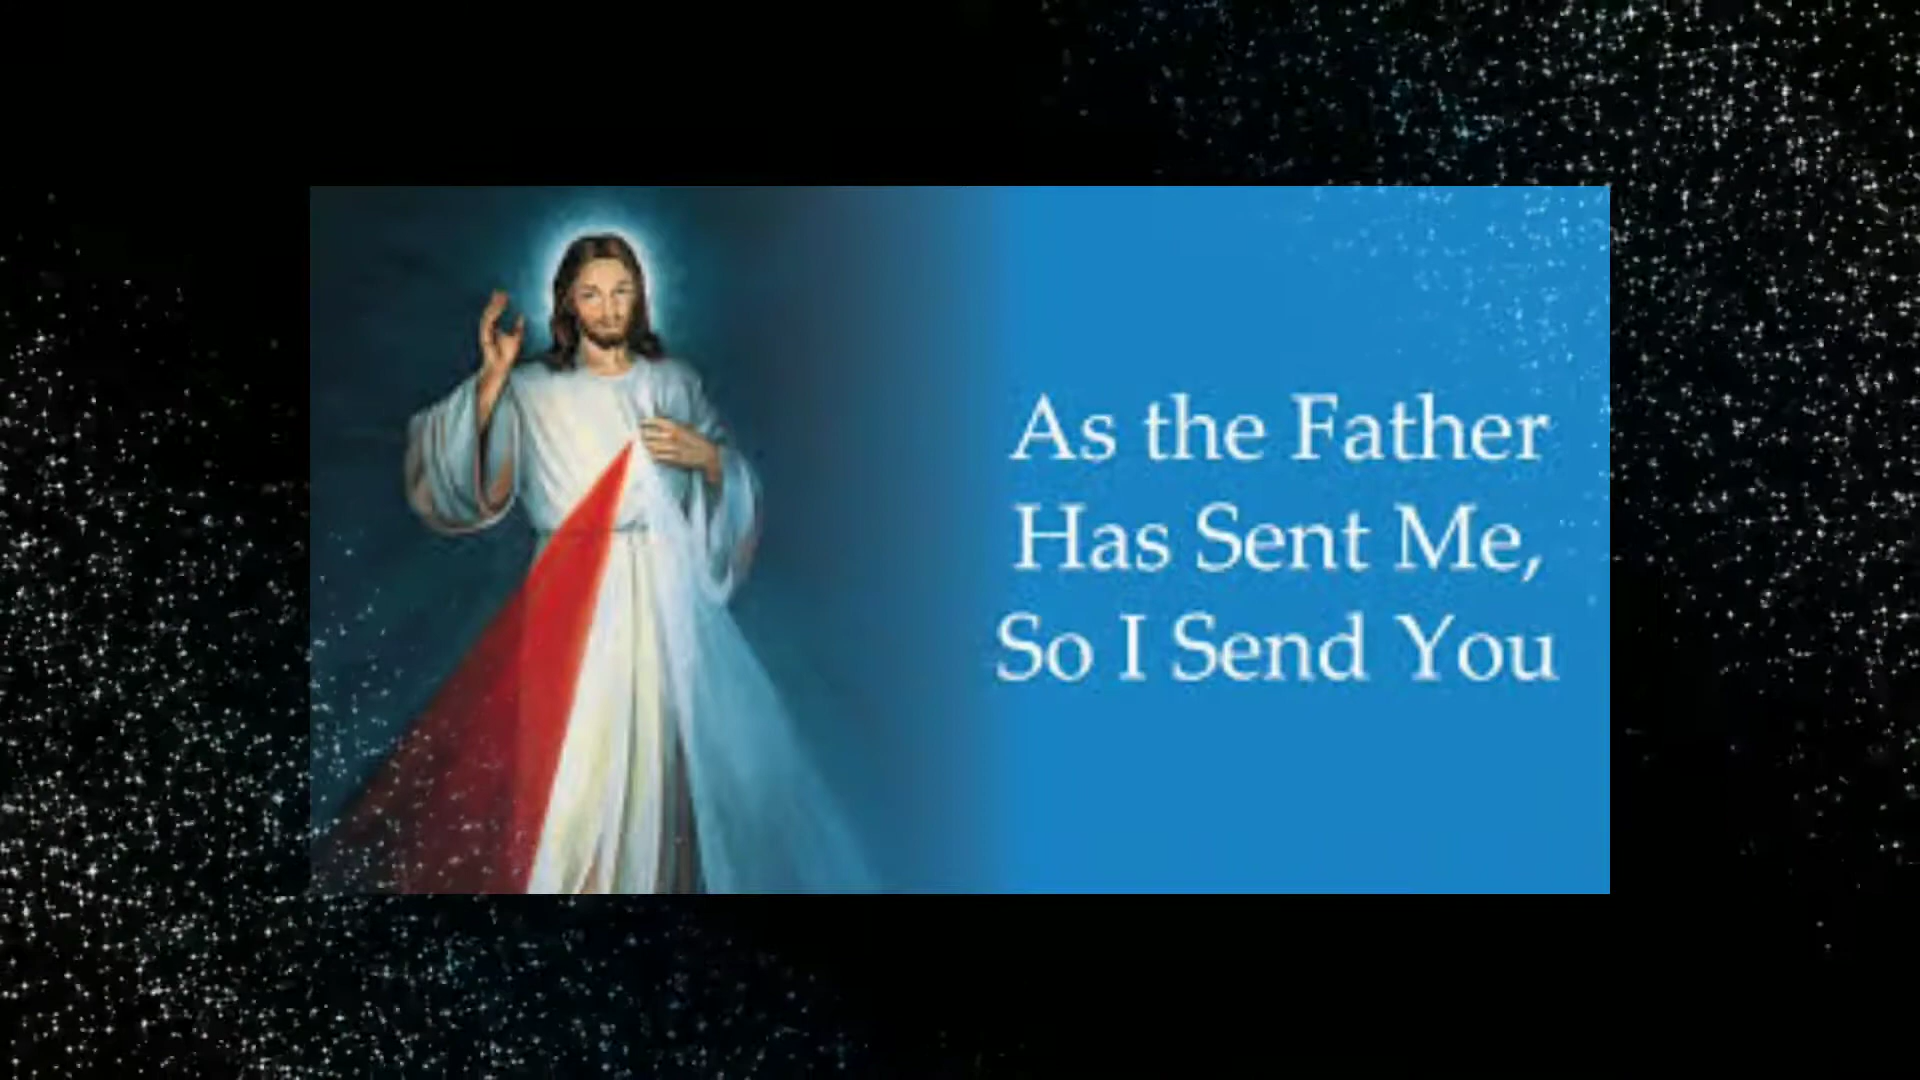 As the Father
Has Sent Me,
So I Send You